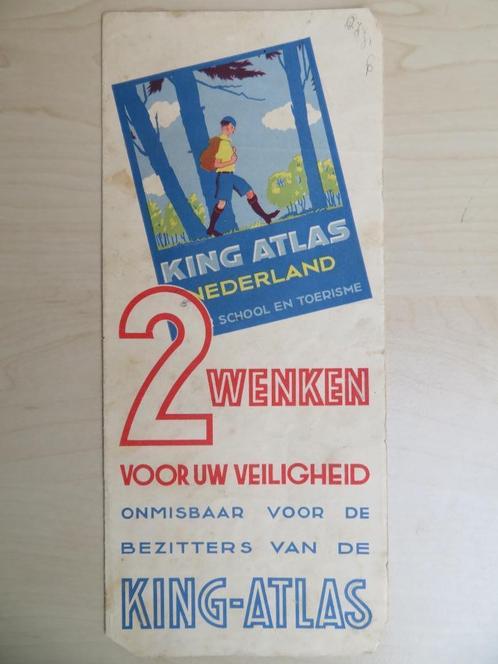 KING ATLAS
NEDERLAND
SCHOOL EN TOERISME
2 WENKEN
VOOR UW VEILIGHEID
ONMISBAAR VOOR DE
BEZITTERS VAN DE
KING-ATLAS